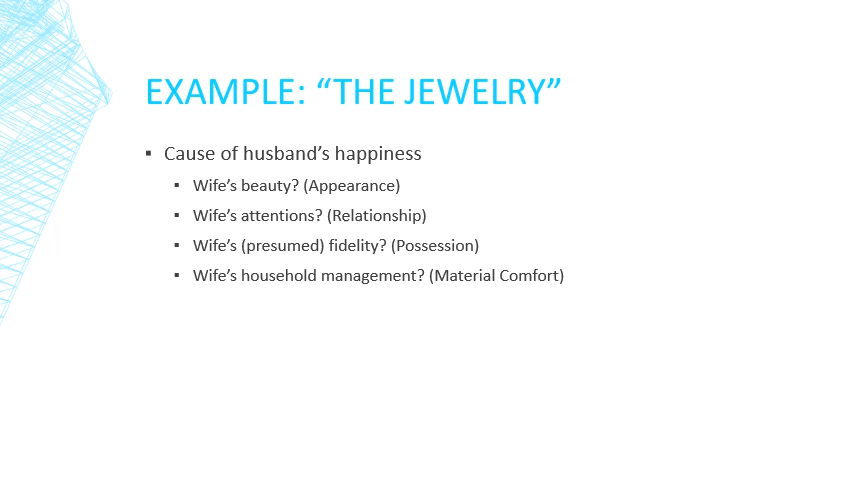 EXAMPLE: “THE JEWELRY”
▪ Cause of husband’s happiness
▪ Wife’s beauty? (Appearance)
▪ Wife’s attentions? (Relationship)
▪ Wife’s (presumed) fidelity? (Possession)
▪ Wife’s household management? (Material Comfort)